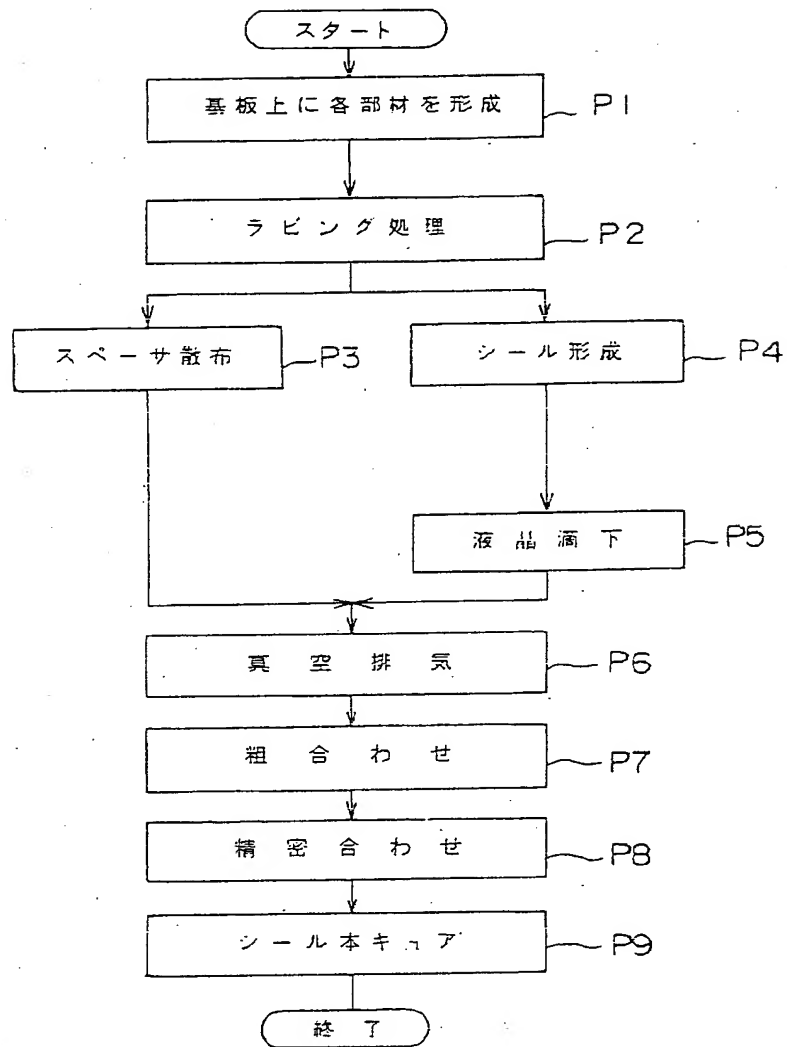 スタート
基板上に各部材を形成
P1
ラビング処理
P2
スペーサ散布
P3
シール形成
P4
液晶滴下
P5
真空排気
P6
粗合わせ
P7
精密合わせ
P8
シール本キュア
P9
終了